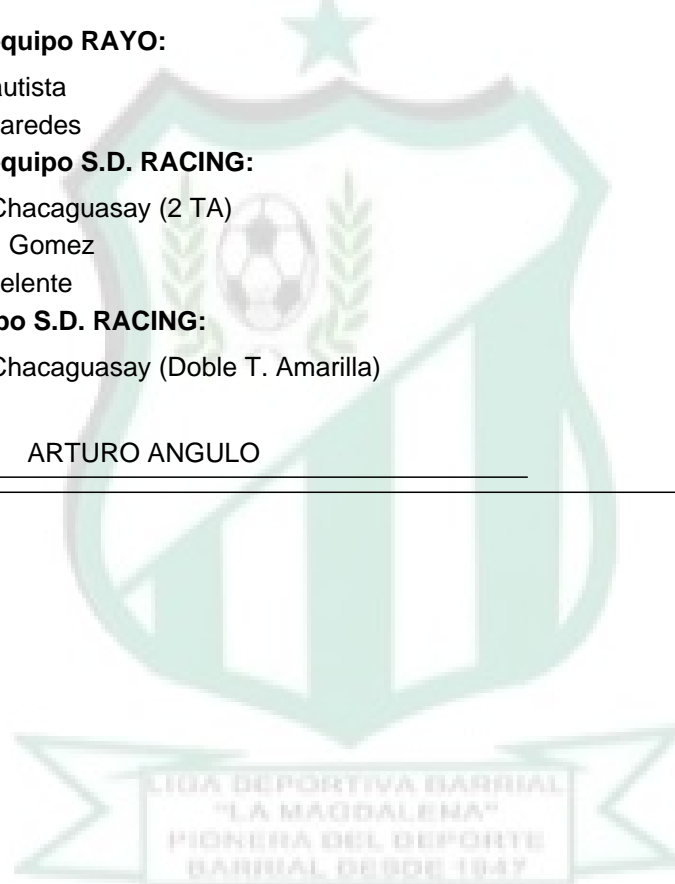 quipo RAYO:
autista
aredes
quipo S.D. RACING:
Chacaguasay (2 TA)
Gomez
elente
po S.D. RACING:
Chacaguasay (Doble T. Amarilla)
ARTURO ANGULO
LIGA DEPORTIVA BARRIAL
"LA MAGDALENA"
PIONERA DEL DEPORTE
BARRIAL DESDE 1947